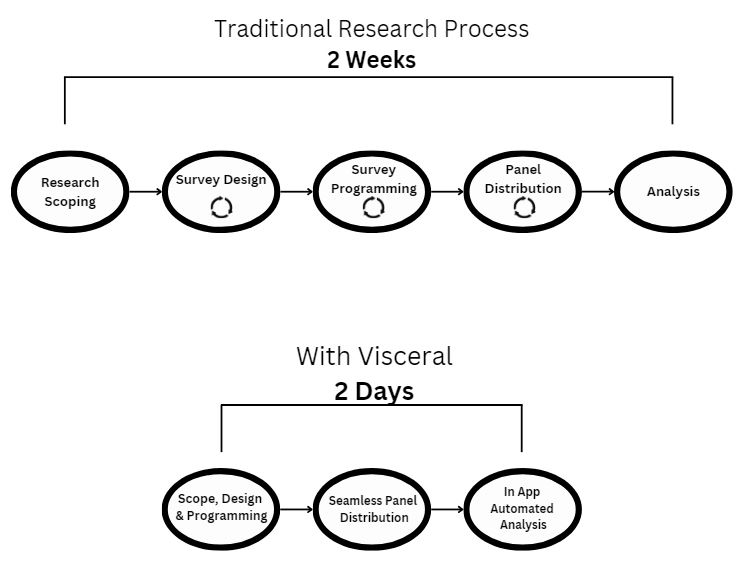 Traditional Research Process
2 Weeks
Research
Scoping
Survey Design
Survey
Programming
Panel
Distribution
Analysis
With Visceral
2 Days
Scope, Design
& Programming
Seamless Panel
Distribution
In App
Automated
Analysis